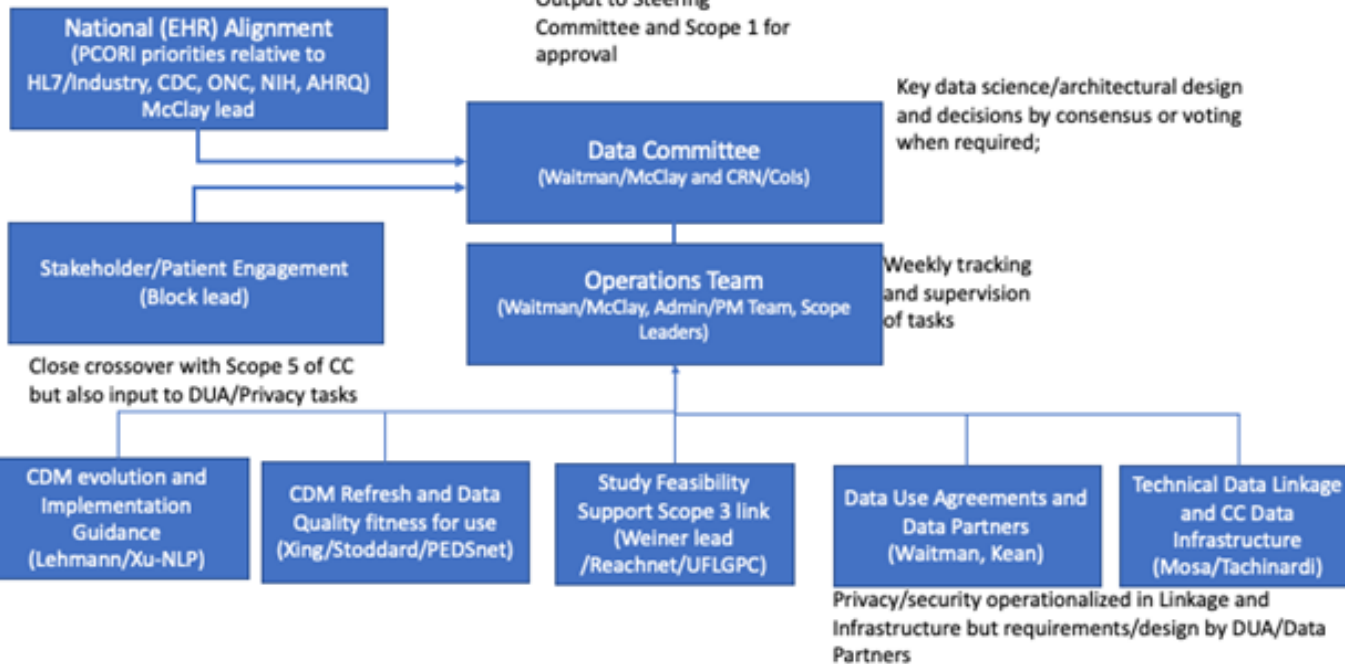 Output to Steering
Committee and Scope 1 for
approval
National (EHR) Alignment
(PCORI priorities relative to
HL7/Industry, CDC, ONC, NIH, AHRQ)
McClay lead
Key data science/architectural design
and decisions by consensus or voting
when required;
Data Committee
(Waitman/McClay and CRN/CoIs)
Stakeholder/Patient Engagement
(Block lead)
Operations Team
(Waitman/McClay, Admin/PM Team, Scope
Leaders)
Weekly tracking
and supervision
of tasks
Close crossover with Scope 5 of CC
but also input to DUA/Privacy tasks
CDM evolution and
Implementation
Guidance
(Lehmann/Xu-NLP)
CDM Refresh and Data
Quality fitness for use
(Xing/Stoddard/PEDSnet)
Study Feasibility
Support Scope 3 link
(Weiner lead
/Reachnet/UFLGPC)
Data Use Agreements and
Data Partners
(Waitman, Kean)
Technical Data Linkage
and CC Data
Infrastructure
(Mosa/Tachinardi)
Privacy/security operationalized in Linkage and
Infrastructure but requirements/design by DUA/Data
Partners